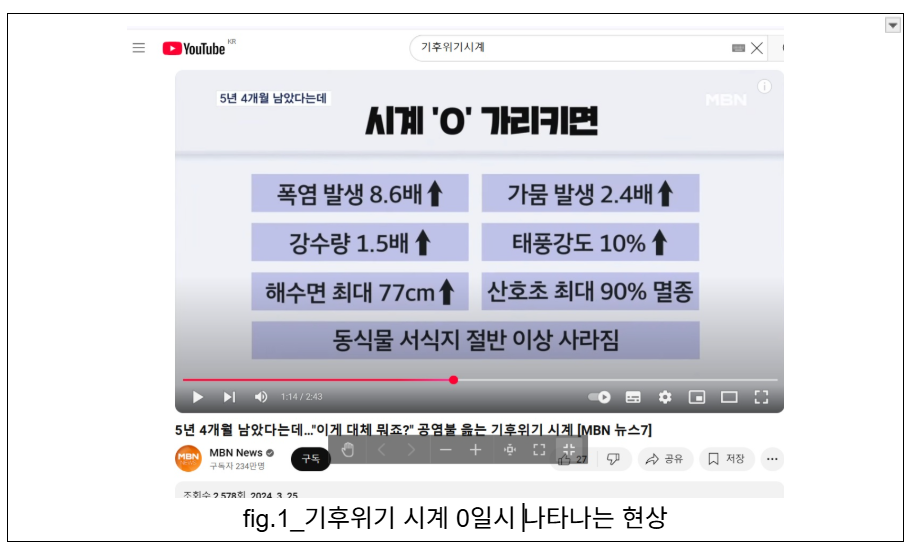 YouTube KR
기후위기시계
5년 4개월 남았다는데
MBN
시계 '0' 가리키면
폭염 발생 8.6배 가뭄 발생 2.4배
강수량 1.5배 태풍강도 10%
해수면 최대 77cm 산호초 최대 90% 멸종
동식물 서식지 절반 이상 사라짐
1:14 / 2:43
5년 4개월 남았다는데…"이게 대체 뭐죠?" 공염불 읊는 기후위기 시계 [MBN 뉴스7]
MBN
MBN News
구독자 234만명
구독
27
공유
저장
조회수 2,578회 2024. 3. 25.
fig.1_기후위기 시계 0일시 나타나는 현상